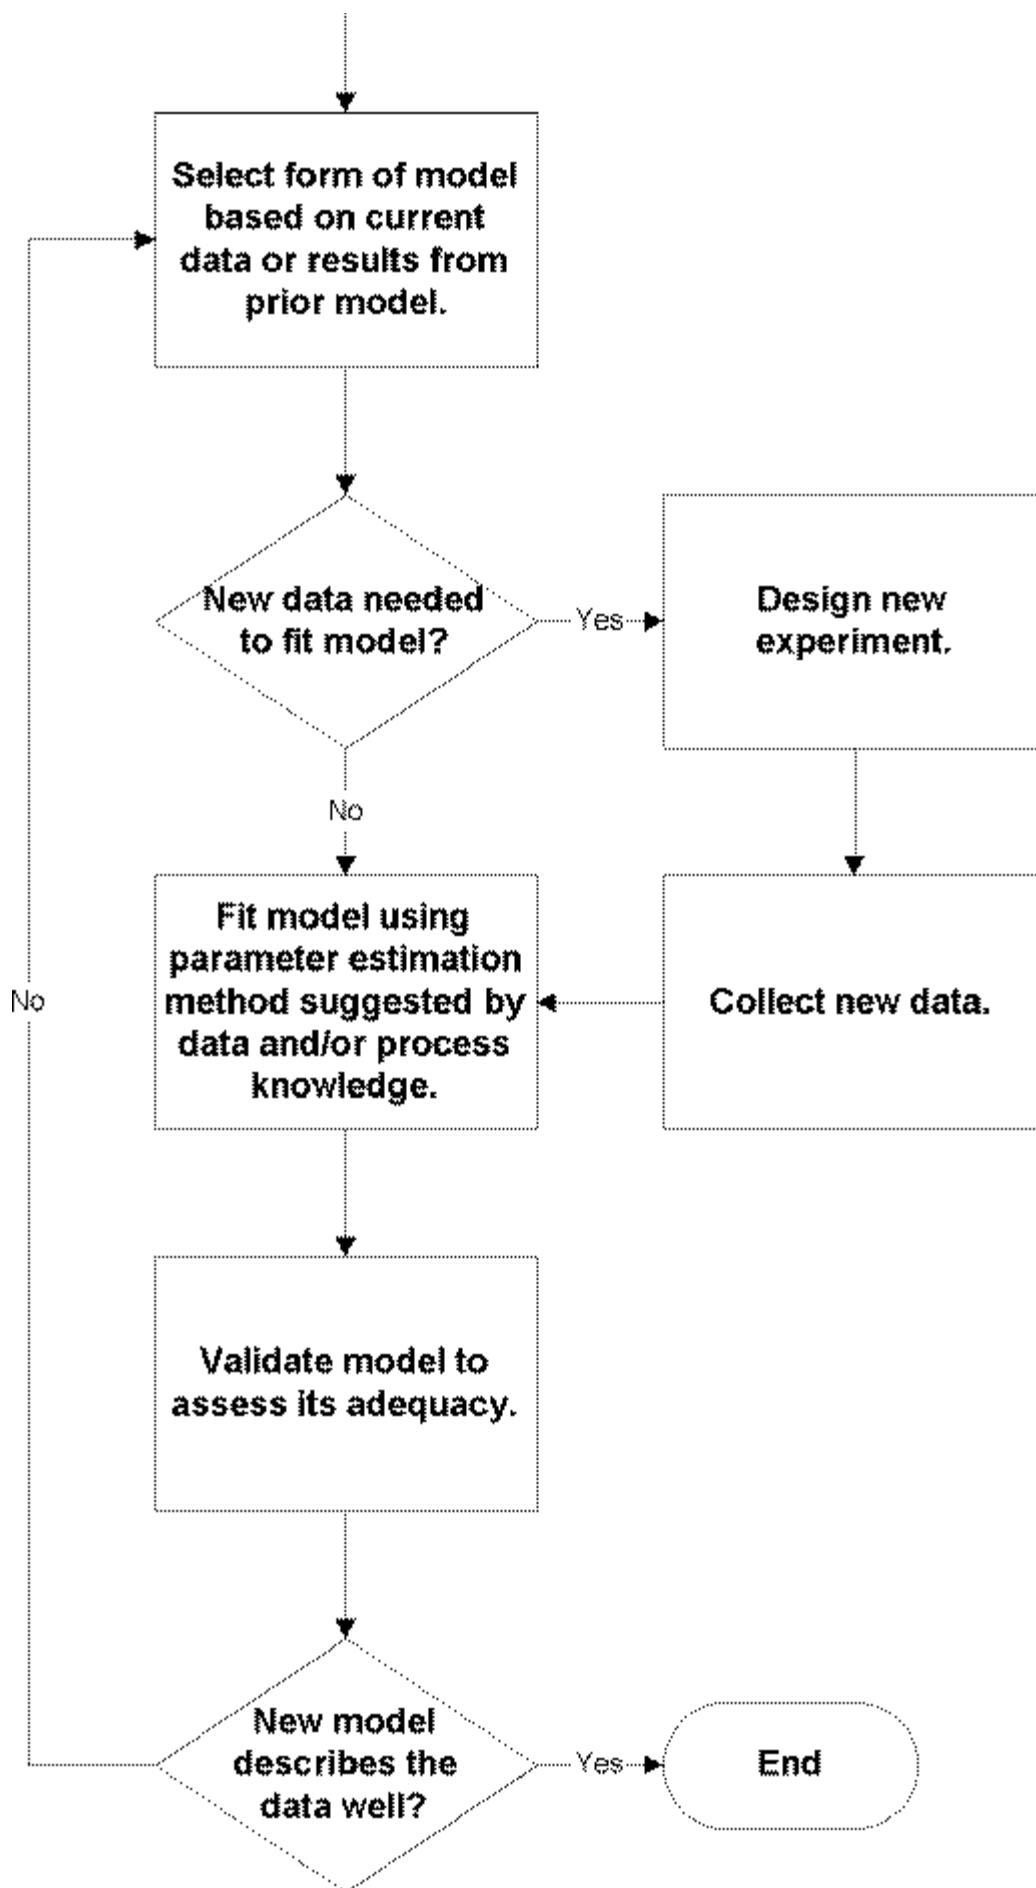 Select form of model
based on current
data or results from
prior model.
New data needed
to fit model?
Yes
Design new
experiment.
No
Fit model using
parameter estimation
method suggested by
data and/or process
knowledge.
Collect new data.
No
Validate model to
assess its adequacy.
New model
describes the
data well?
Yes
End